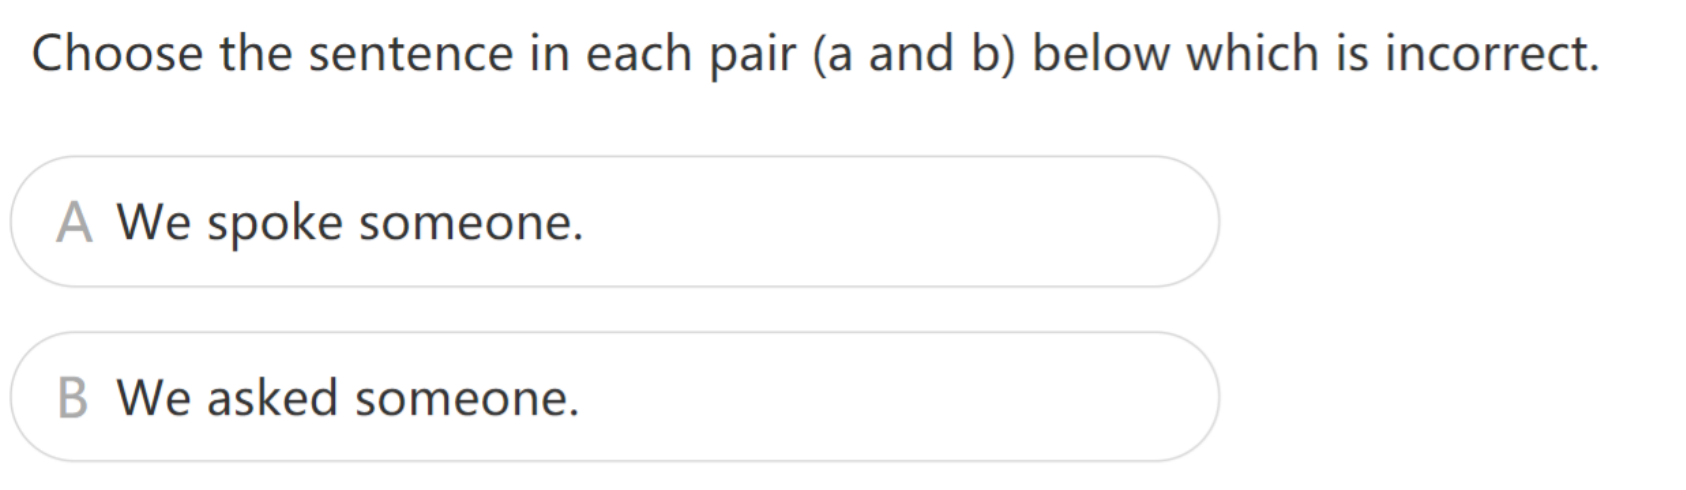 Choose the sentence in each pair (a and b) below which is incorrect.
A We spoke someone.
B We asked someone.